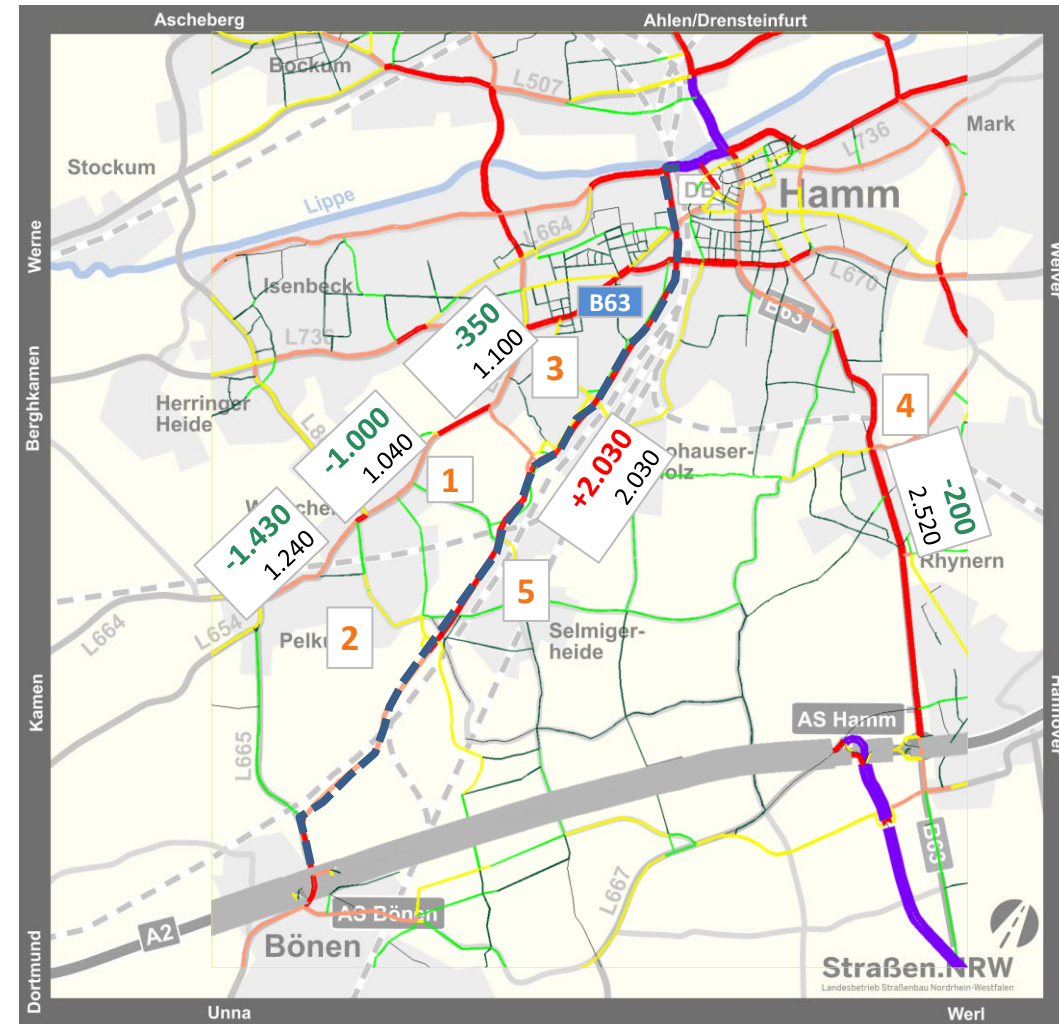 Ascheberg
Ahlen/Drensteinfurt
Bockum
L507
Mark
L736
Stockum
Lippe
DB
Hamm
Werne
L664
L670
Isenbeck
B63
B63
-350
1.100
L736
3
Berghkamen
Herringer
Heide
4
-1.000
1.040
+2.030
2.030
1
-200
2.520
-1.430
1.240
Rhynern
5
L664
L654
2
Selmiger-
heide
Kamen
AS Hamm
L665
B63
L667
AS Bönen
A2
Bönen
Dortmund
Straßen.NRW
Landesbetrieb Straßenbau Nordrhein-Westfalen
Unna
Werl